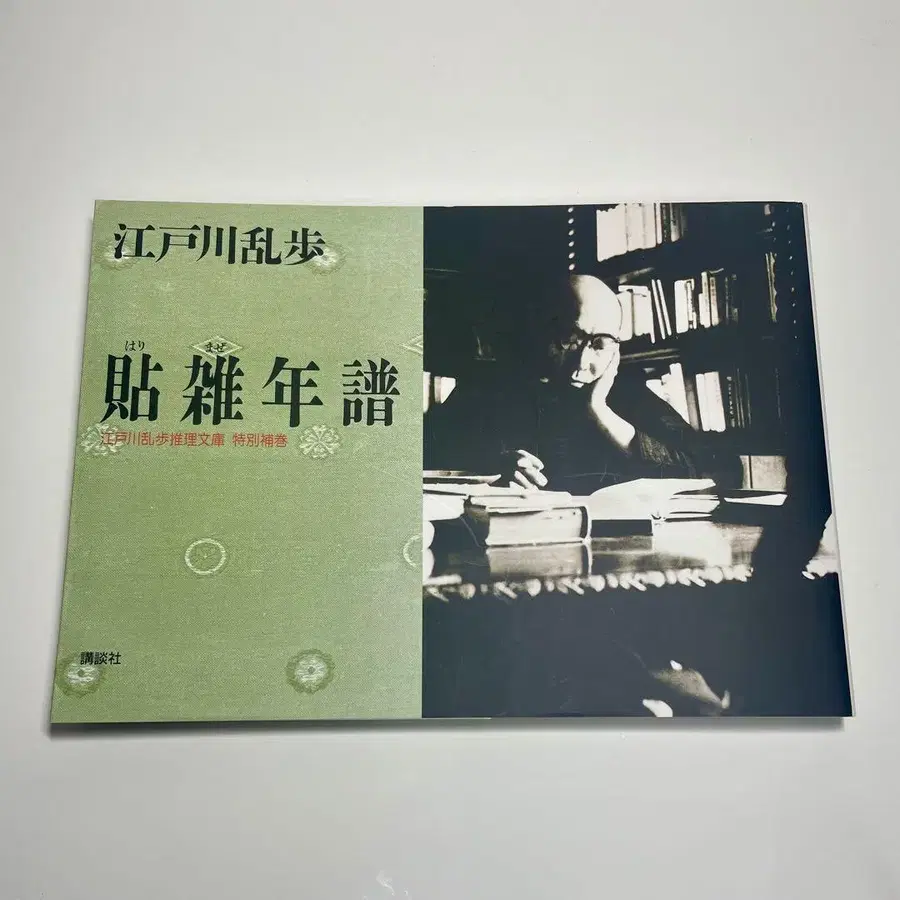 江戸川乱歩
はり まぜ
貼雑年譜
江戸川乱歩推理文庫 特別補巻
講談社